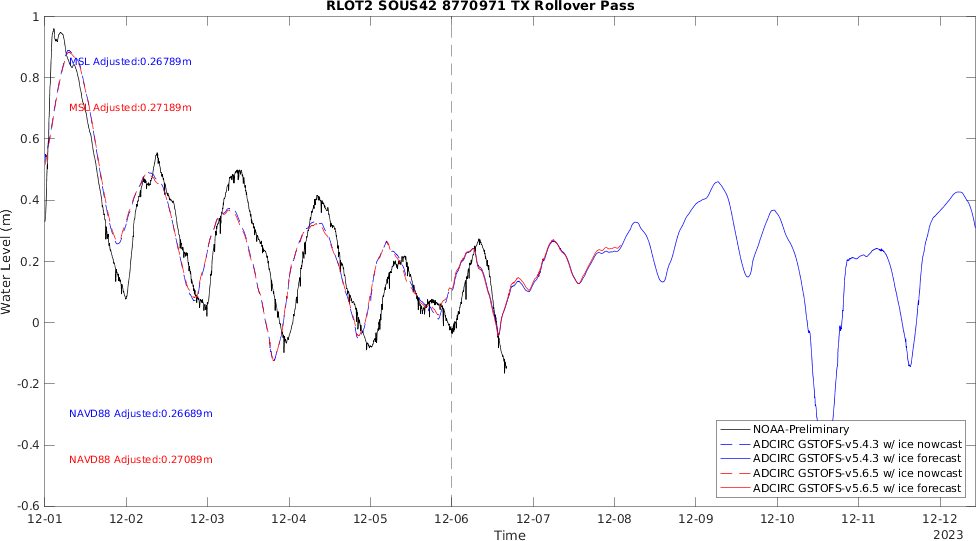 RLOT2 SOUS42 8770971 TX Rollover Pass
1
0.8
0.6
0.4
0.2
0
-0.2
-0.4
-0.6
Water Level (m)
MSL Adjusted:0.26789m
MSL Adjusted:0.27189m
NAVD88 Adjusted:0.26689m
NAVD88 Adjusted:0.27089m
NOAA-Preliminary
ADCIRC GSTOFS-v5.4.3 w/ ice nowcast
ADCIRC GSTOFS-v5.4.3 w/ ice forecast
ADCIRC GSTOFS-v5.6.5 w/ ice nowcast
ADCIRC GSTOFS-v5.6.5 w/ ice forecast
12-01 12-02 12-03 12-04 12-05 12-06 12-07 12-08 12-09 12-10 12-11 12-12
Time
2023